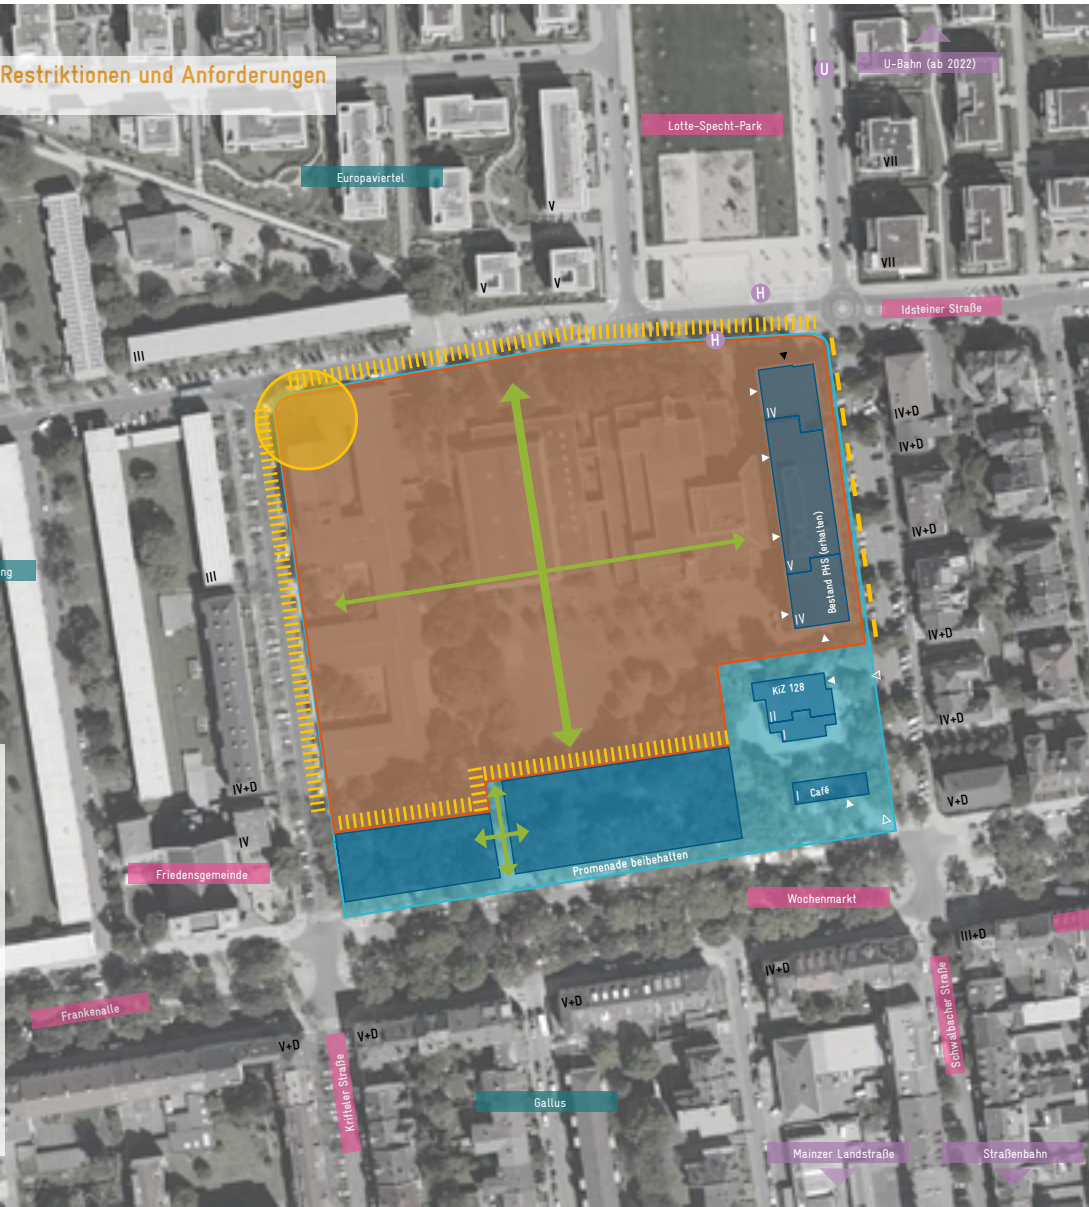 U-Bahn (ab 2022)
U
Restriktionen und Anforderungen
Lotte-Specht-Park
VII
Europaviertel
V
VII
V
V
H
Idsteiner Straße
H
III
IV
IV+D
IV+D
IV+D
ng
III
V
Bestand PHS (erhalten)
IV
IV+D
KiZ 128
II
I
IV+D
IV+D
I Café
V+D
IV
Promenade beibehalten
Friedensgemeinde
Wochenmarkt
III+D
IV+D
Frankenalle
V+D
V+D
V+D
Schwalbacher Straße
Krifteler Straße
Gallus
Mainzer Landstraße
Straßenbahn